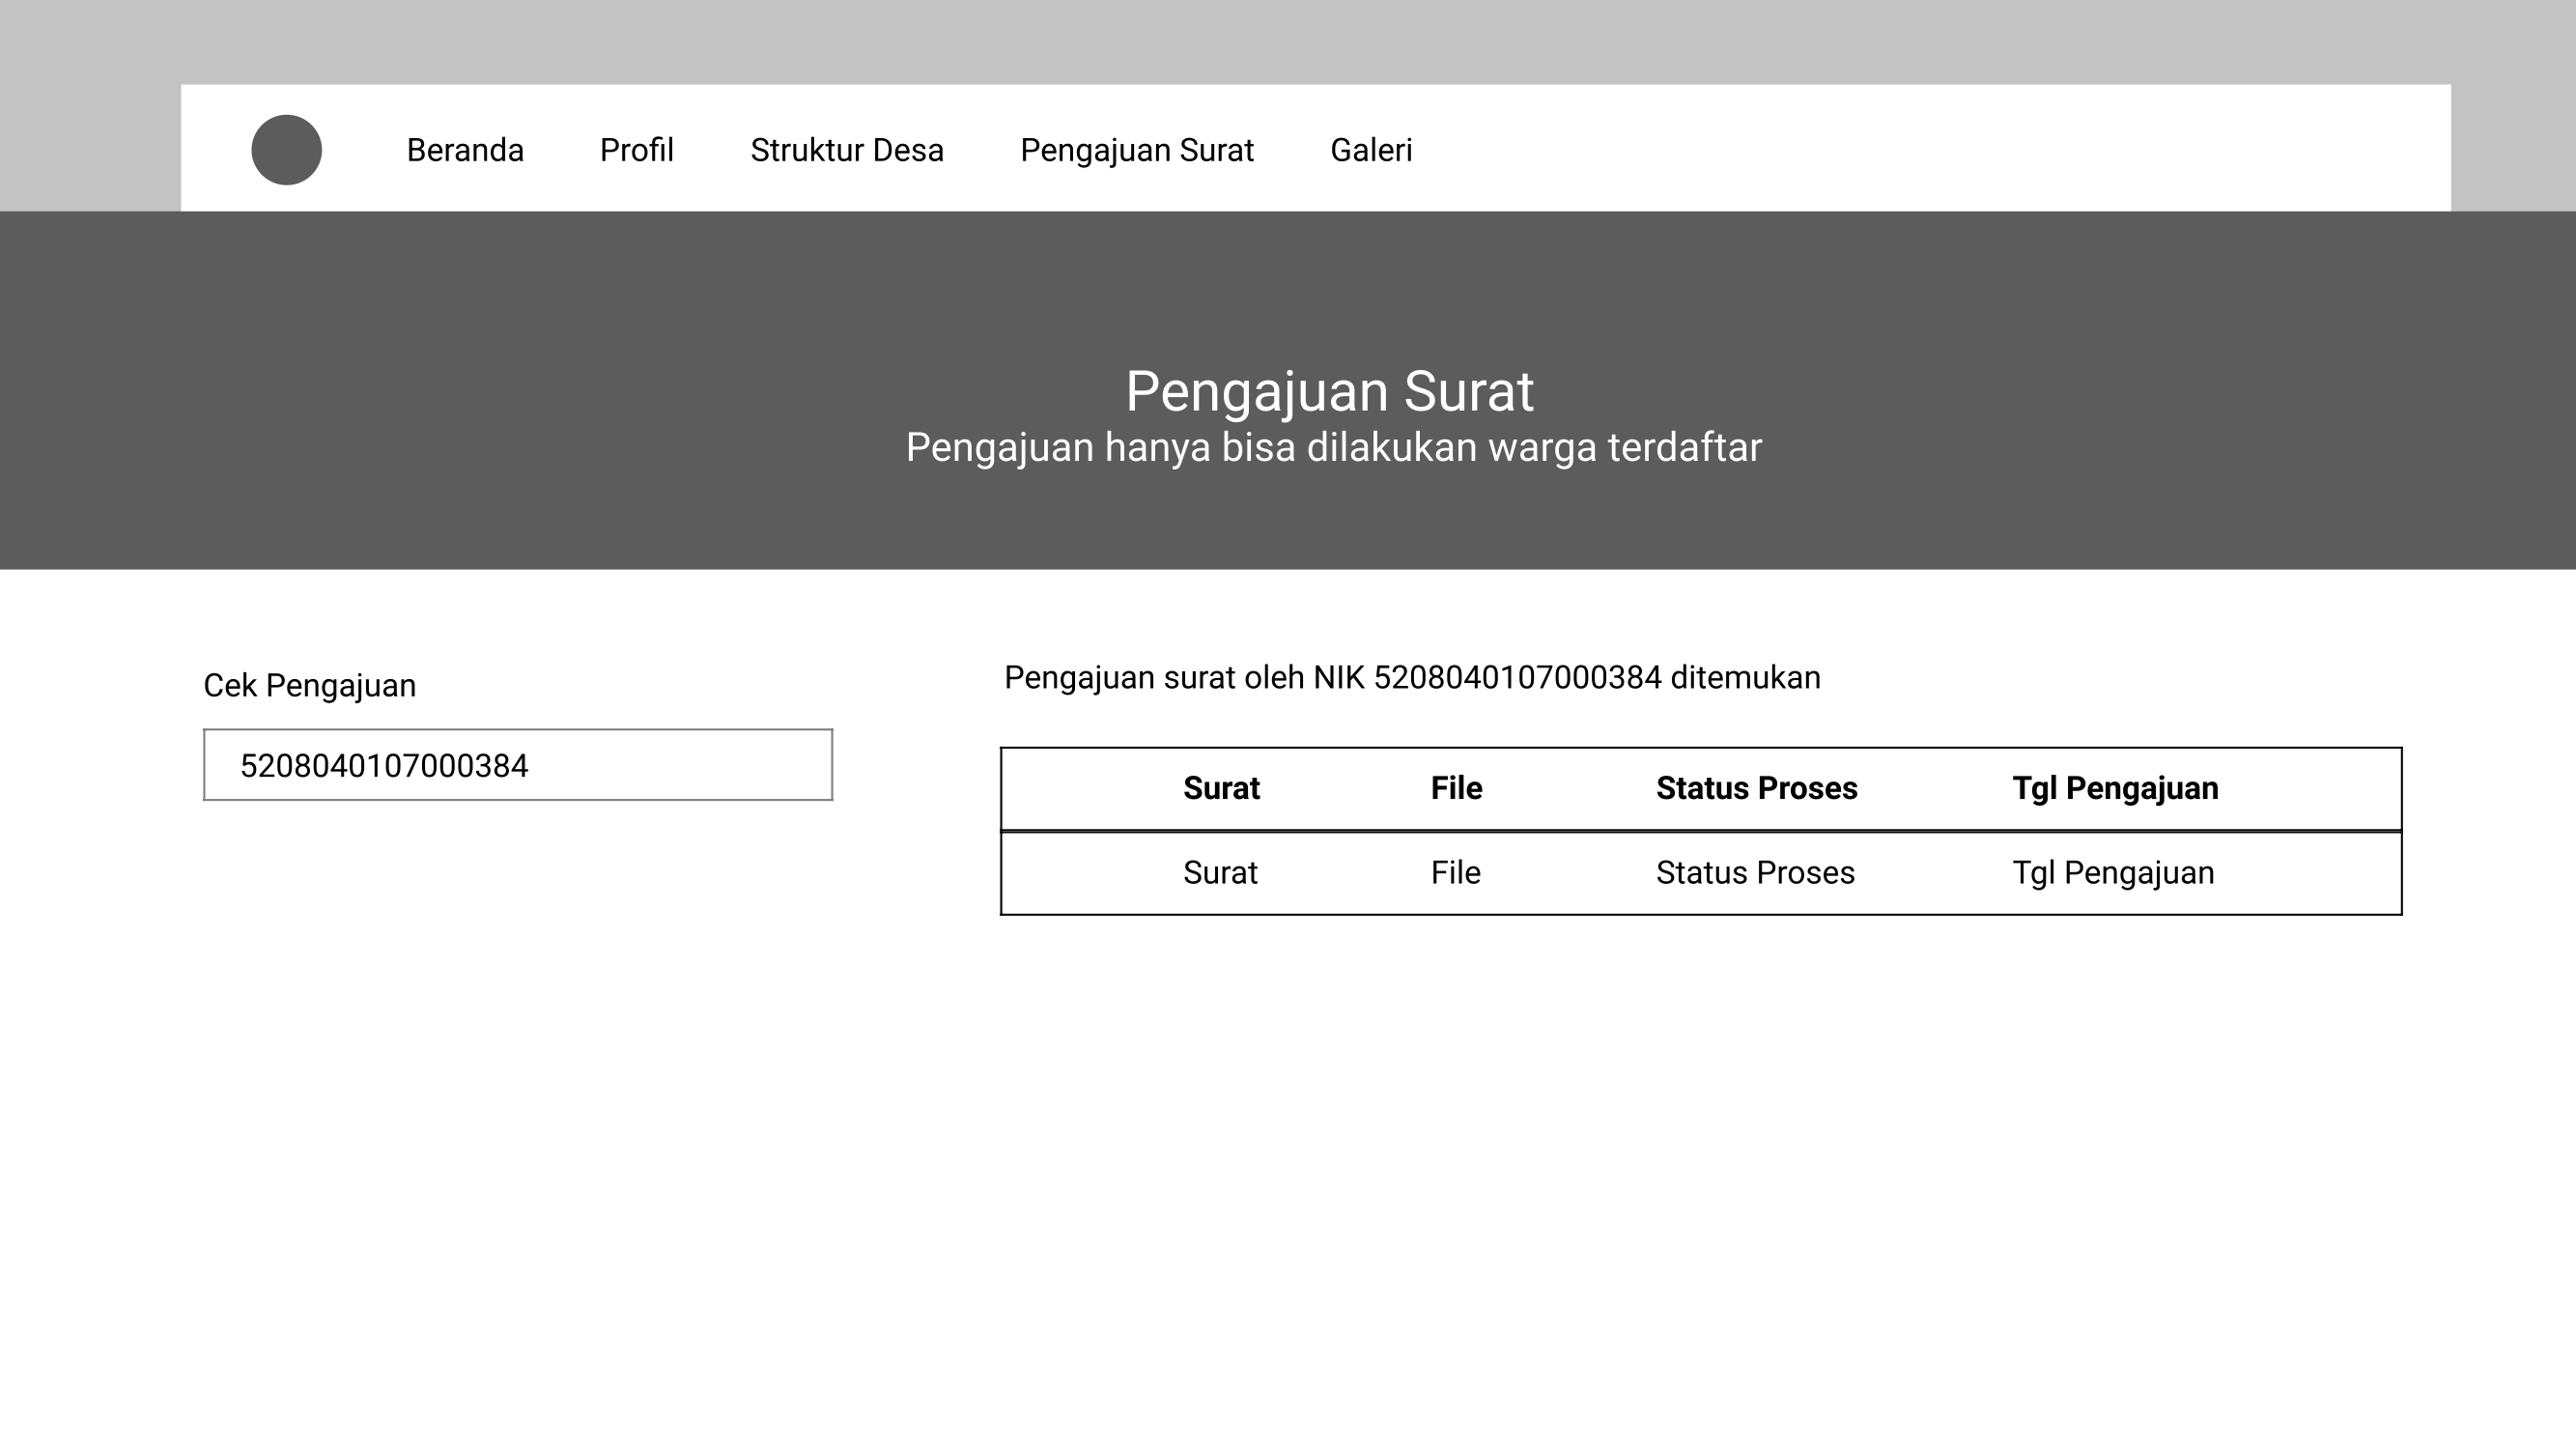 Beranda Profil Struktur Desa Pengajuan Surat Galeri
Pengajuan Surat
Pengajuan hanya bisa dilakukan warga terdaftar
Cek Pengajuan
5208040107000384
Pengajuan surat oleh NIK 5208040107000384 ditemukan
Surat File Status Proses Tgl Pengajuan
Surat File Status Proses Tgl Pengajuan